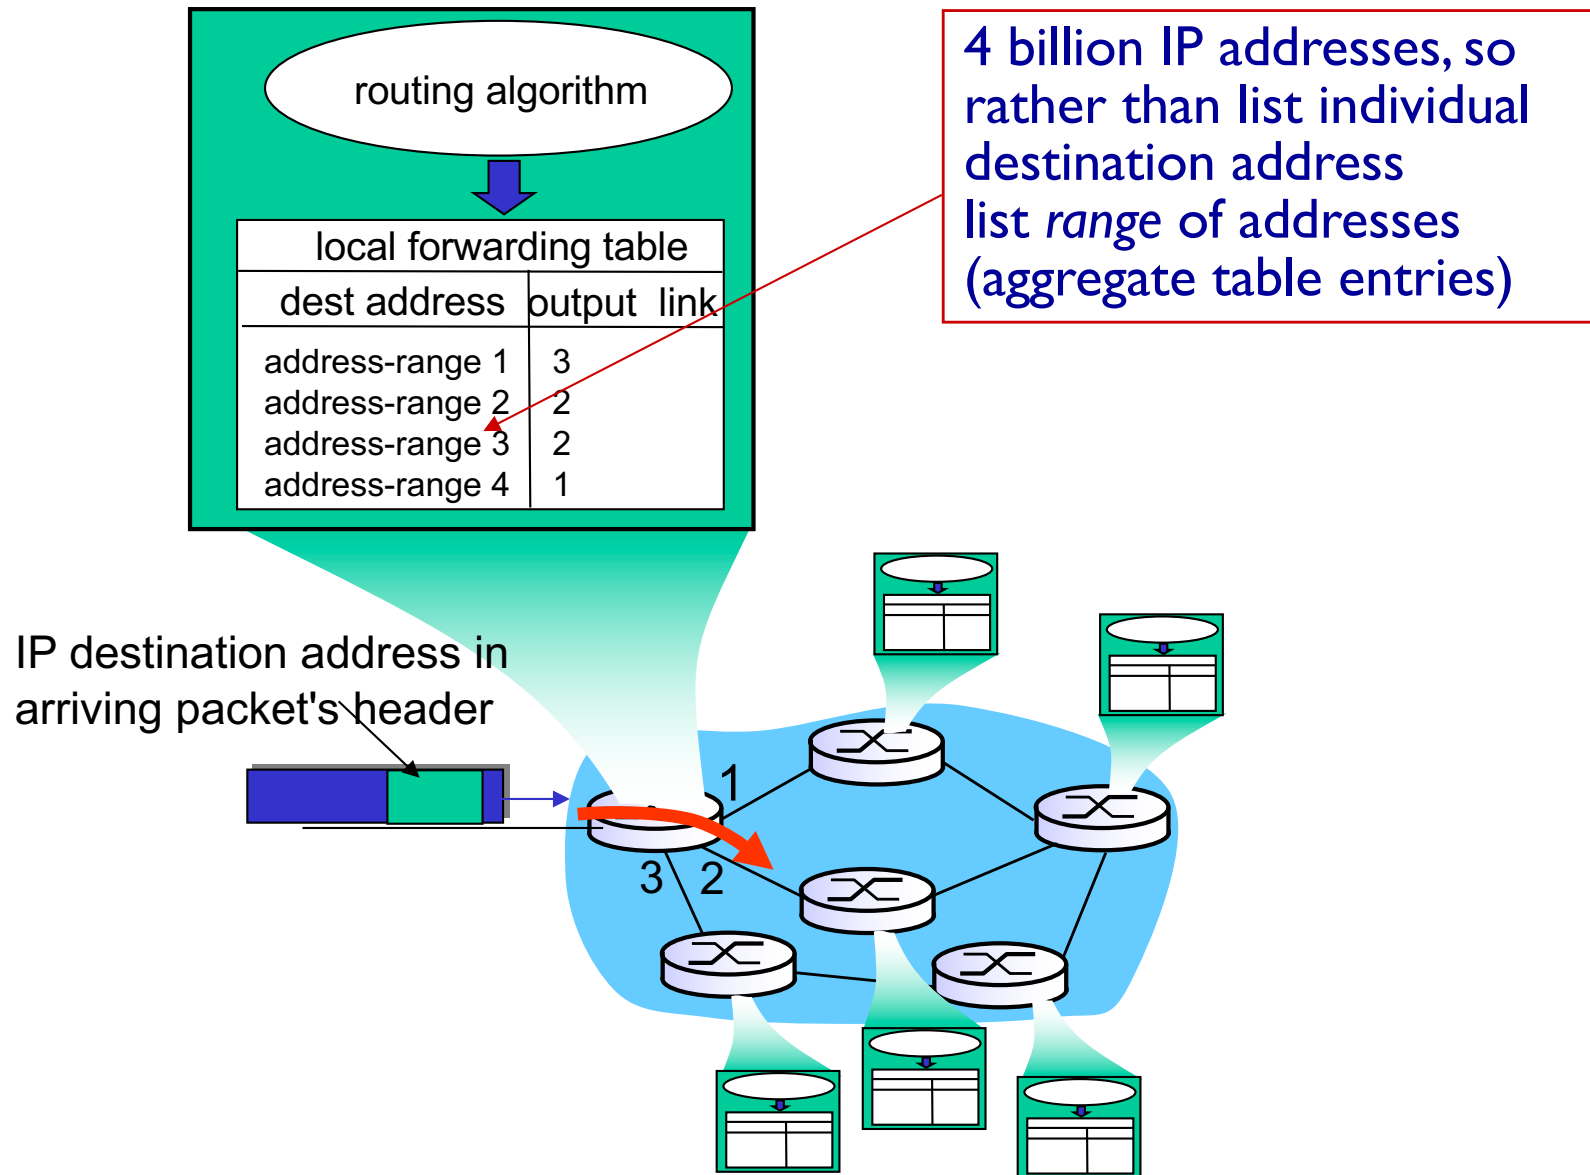 routing algorithm
local forwarding table
dest address output link
address-range 1 3
address-range 2 2
address-range 3 2
address-range 4 1
4 billion IP addresses, so
rather than list individual
destination address
list range of addresses
(aggregate table entries)
IP destination address in
arriving packet's header
1
3 2